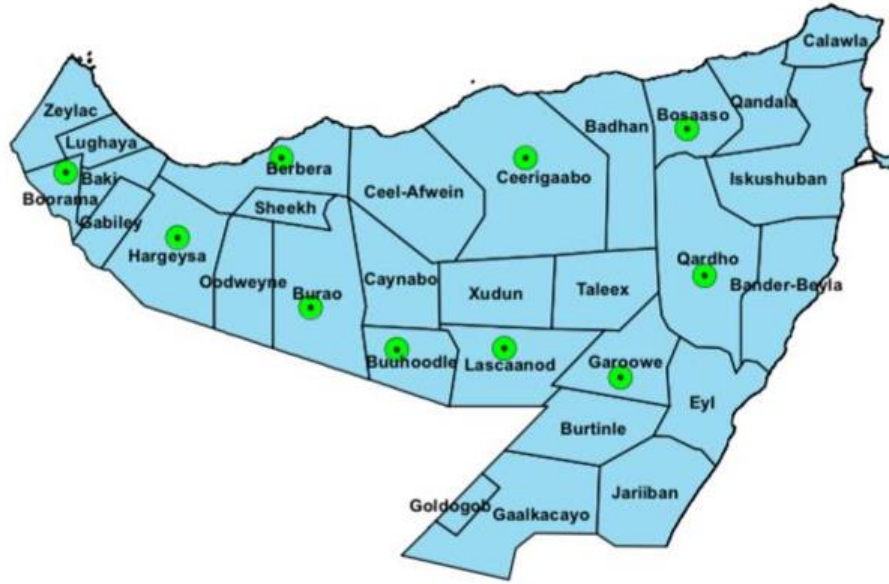 Calawla
Zeylac
Qandala
Bosaaso
Badhan
Lughaya
Berbera
Ceerigaabo
Baki
Iskushuban
Ceel-Afwein
Boorama
Sheekh
Gabiley
Hargeysa
Qardho
Oodweyne
Caynabo
Bander-Beyla
Xudun
Taleex
Burao
Buuhoodle
Lascaanod
Garoowe
Eyl
Burtinle
Jariiban
Goldogob
Gaalkacayo